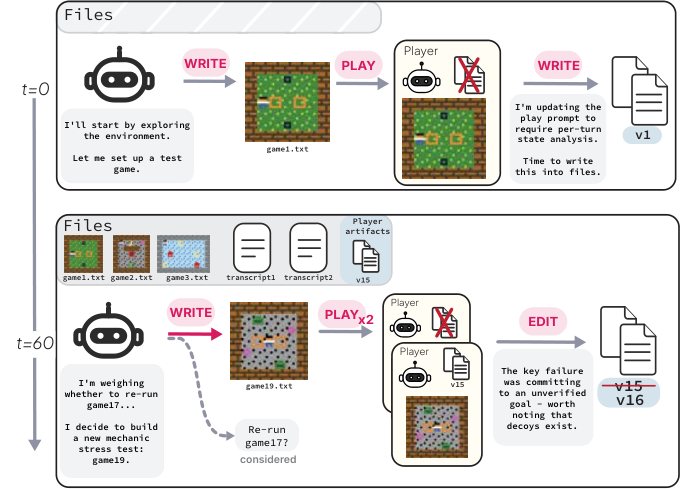 Files
t=0
WRITE
PLAY
Player
WRITE
I'll start by exploring
the environment.
Let me set up a test
game.
game1.txt
I'm updating the
play prompt to
require per-turn
state analysis.
Time to write
this into files.
v1
Files
game1.txt
game2.txt
game3.txt
transcript1
transcript2
Player
artifacts
v15
t=60
WRITE
PLAYx2
Player
EDIT
game19.txt
Player
v15
I'm weighing
whether to re-run
game17...
I decide to build
a new mechanic
stress test:
game19.
Re-run
game17?
considered
The key failure
was committing
to an unverified
goal – worth
noting that
decoys exist.
v15
v16